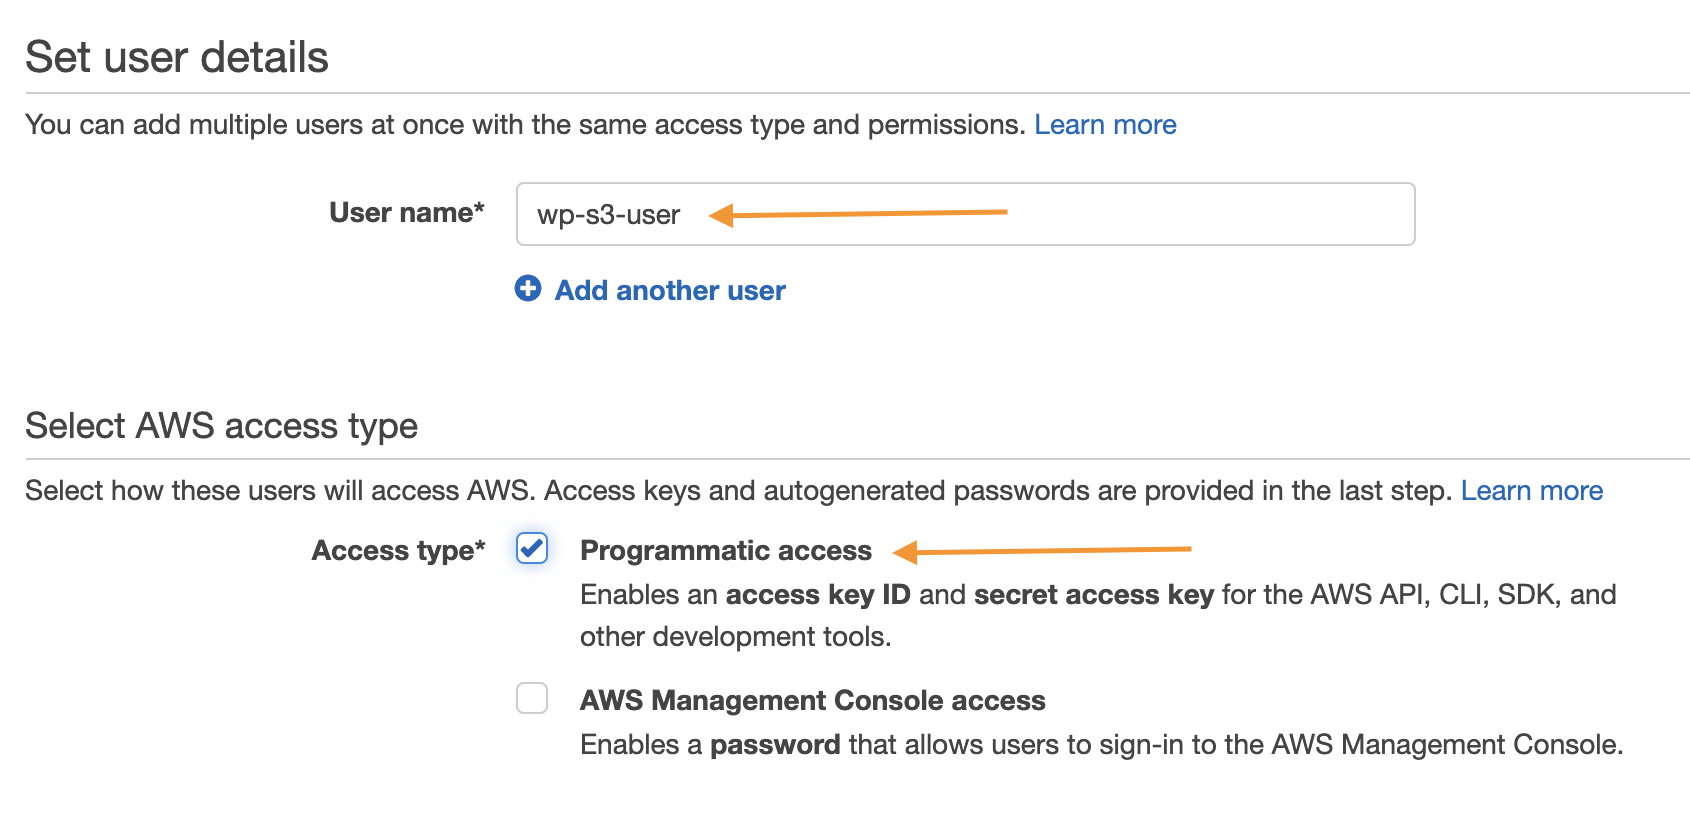 Set user details
You can add multiple users at once with the same access type and permissions. Learn more
User name* wp-s3-user
Add another user
Select AWS access type
Select how these users will access AWS. Access keys and autogenerated passwords are provided in the last step. Learn more
Access type* Programmatic access
Enables an access key ID and secret access key for the AWS API, CLI, SDK, and
other development tools.
AWS Management Console access
Enables a password that allows users to sign-in to the AWS Management Console.